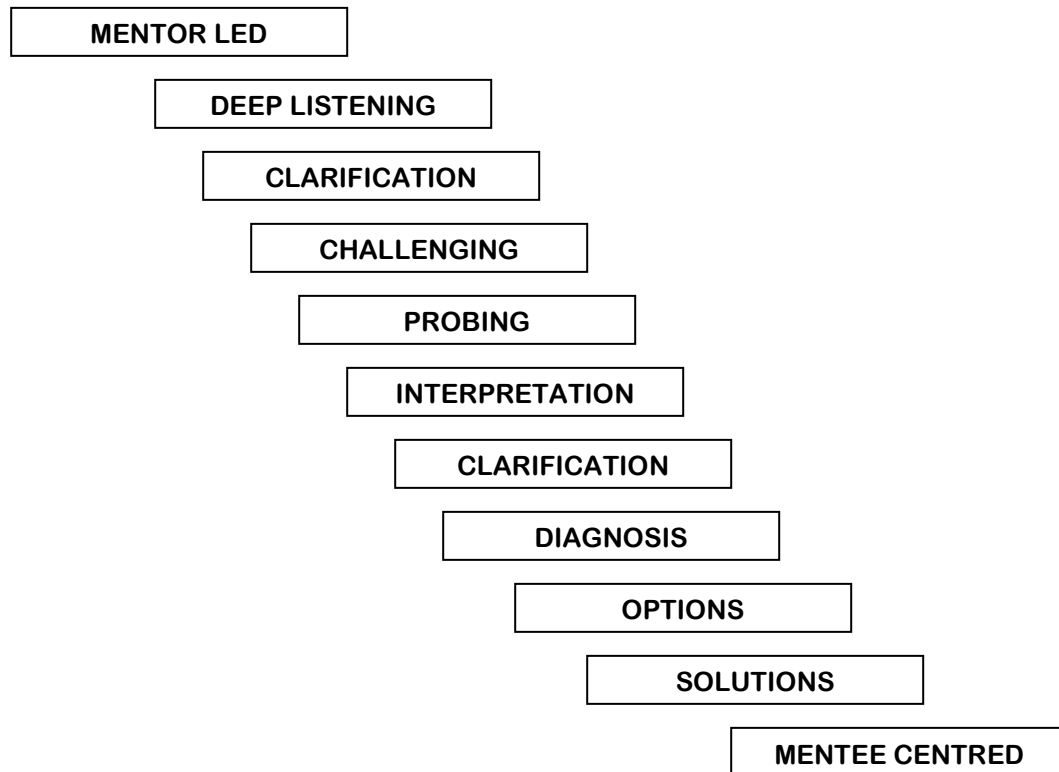 MENTOR LED
DEEP LISTENING
CLARIFICATION
CHALLENGING
PROBING
INTERPRETATION
CLARIFICATION
DIAGNOSIS
OPTIONS
SOLUTIONS
MENTEE CENTRED